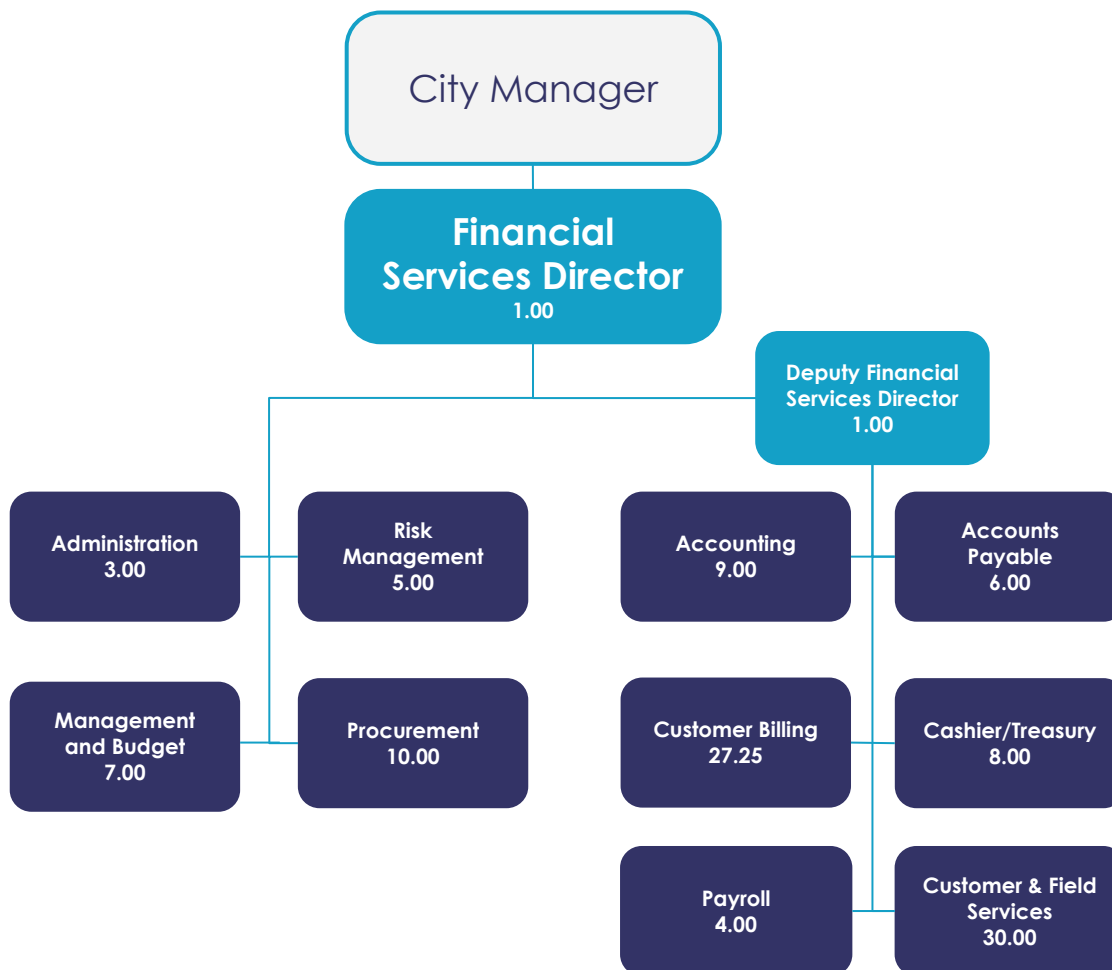 City Manager
Financial
Services Director
1.00
Deputy Financial
Services Director
1.00
Administration
3.00
Risk
Management
5.00
Accounting
9.00
Accounts
Payable
6.00
Management
and Budget
7.00
Procurement
10.00
Customer Billing
27.25
Cashier/Treasury
8.00
Payroll
4.00
Customer & Field
Services
30.00